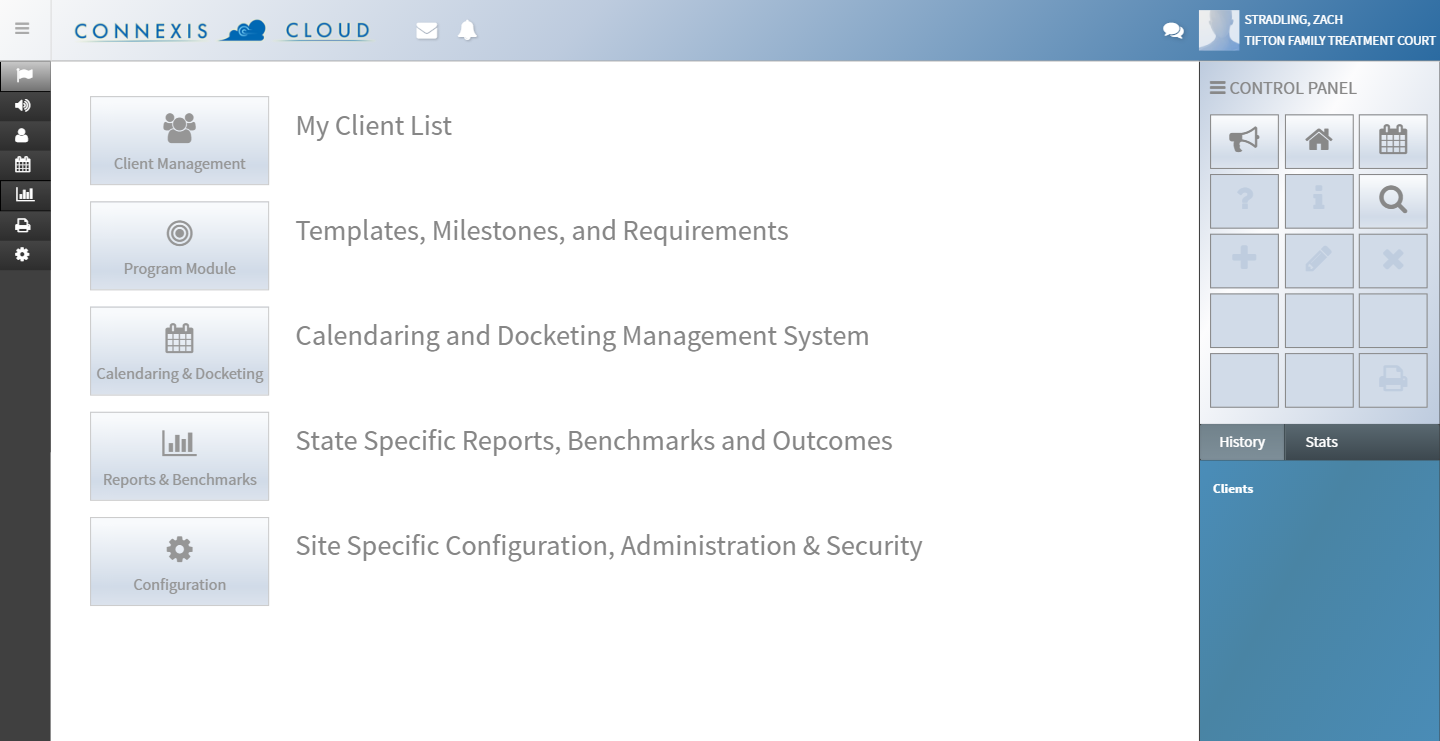 CONNEXIS CLOUD
STRADLING, ZACH
TIFTON FAMILY TREATMENT COURT
Client Management
My Client List
Program Module
Templates, Milestones, and Requirements
Calendaring & Docketing
Calendaring and Docketing Management System
Reports & Benchmarks
State Specific Reports, Benchmarks and Outcomes
Configuration
Site Specific Configuration, Administration & Security
CONTROL PANEL
History Stats
Clients